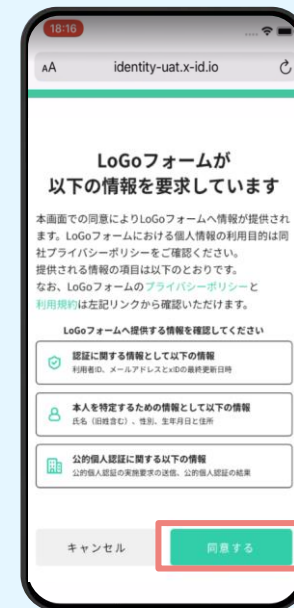 18:16
AA
identity-uat.x-id.io
LoGoフォームが
以下の情報を要求しています
本画面での同意によりLoGoフォームへ情報が提供され
ます。LoGoフォームにおける個人情報の利用目的は同
社プライバシーポリシーをご確認ください。
提供される情報の項目は以下のとおりです。
なお、LoGoフォームのプライバシーポリシーと
利用規約は左記リンクから確認いただけます。
LoGoフォームへ提供する情報を確認してください
認証に関する情報として以下の情報
利用者ID、メールアドレスとxIDの最終更新日時
本人を特定するための情報として以下の情報
氏名（旧姓含む）、性別、生年月日と住所
公的個人認証に関する以下の情報
公的個人認証の実施要求の送信、公的個人認証の結果
キャンセル
同意する